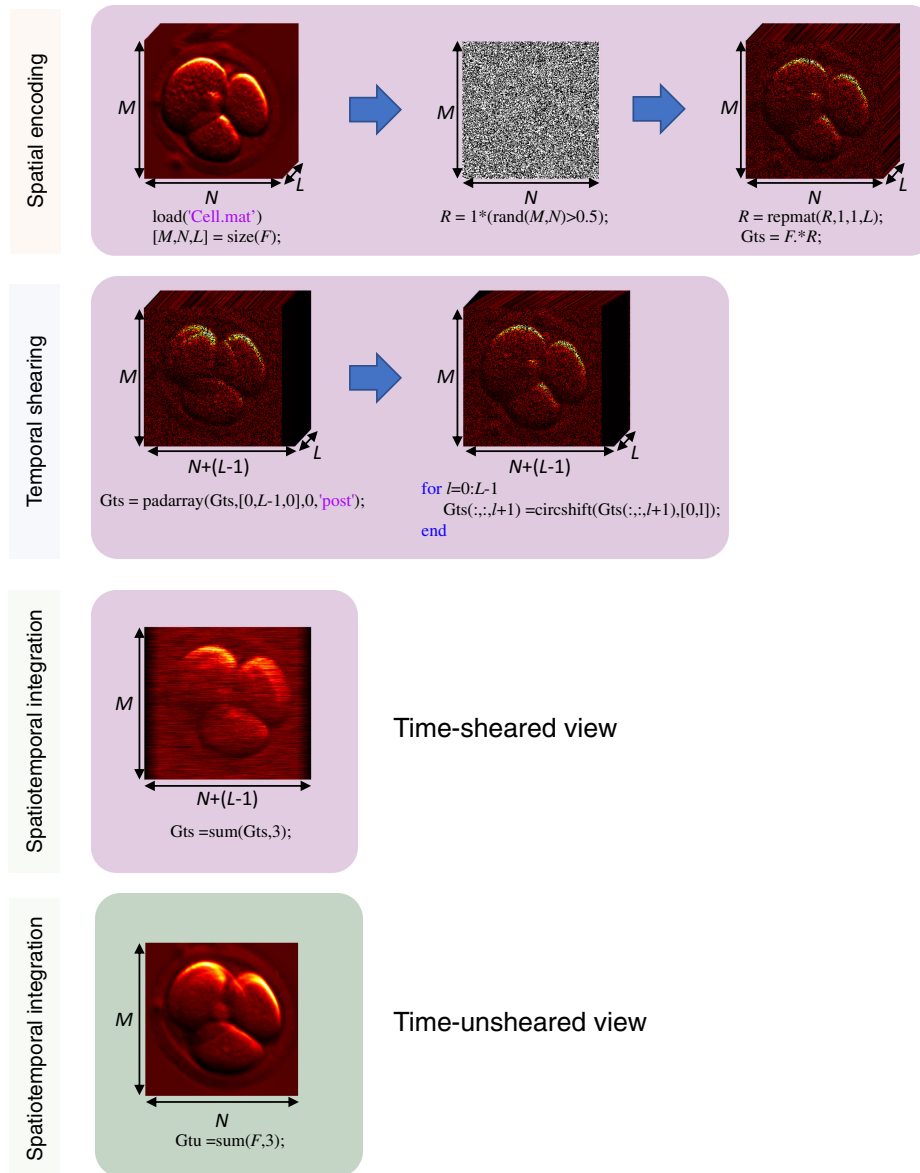 Spatial encoding
M
N
L
load('Cell.mat’)
[M,N,L] = size(F);
M
N
R = 1*(rand(M,N)>0.5);
M
N
L
R = repmat(R,1,1,L);
Gts = F.*R;
Temporal shearing
M
L
N+(L-1)
Gts = padarray(Gts,[0,L-1,0],0,'post');
M
L
N+(L-1)
for l=0:L-1
Gts(:,:,l+1) =circshift(Gts(:,:,l+1),[0,l]);
end
Spatiotemporal integration
M
N+(L-1)
Gts =sum(Gts,3);
Time-sheared view
Spatiotemporal integration
M
N
Gtu =sum(F,3);
Time-unsheared view